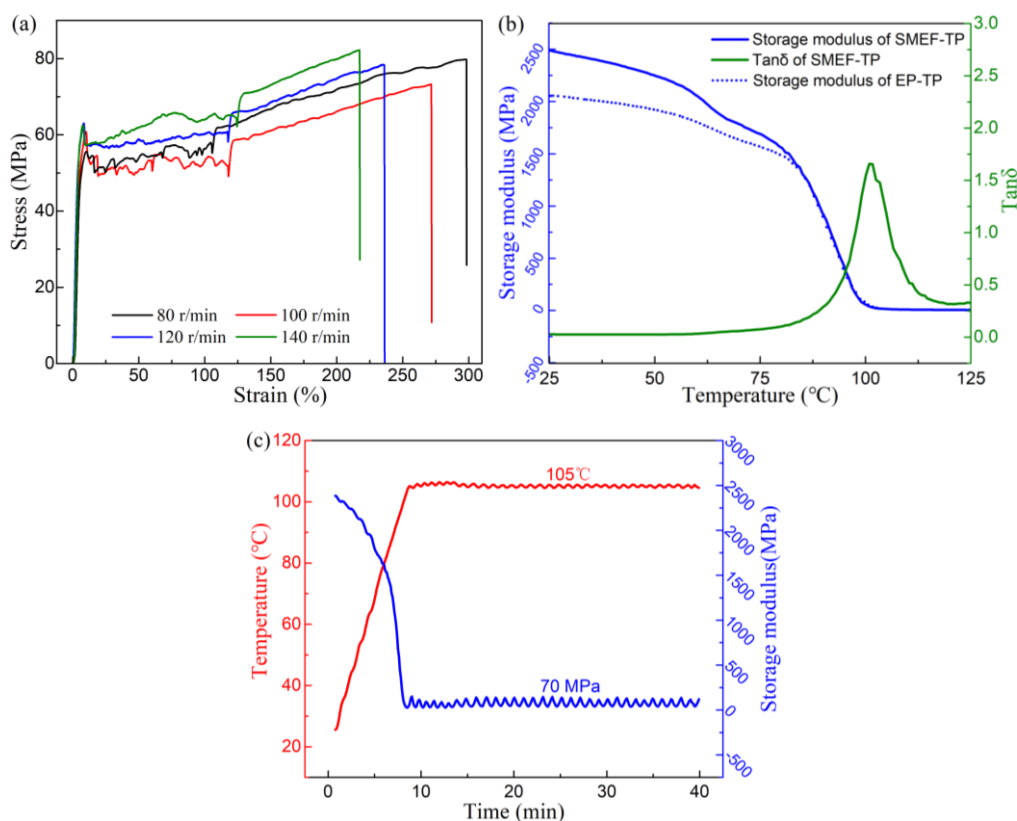 (a)
Stress (MPa)
80
60
40
20
0
80 r/min
100 r/min
120 r/min
140 r/min
0 50 100 150 200 250 300
Strain (%)
(b)
Storage modulus (MPa)
2500
2000
1500
1000
500
0
-500
Storage modulus of SMEF-TP
Tanδ of SMEF-TP
Storage modulus of EP-TP
3.0
2.5
2.0
1.5
1.0
0.5
0.0
Tanδ
25 50 75 100 125
Temperature (℃)
(c)
Temperature (℃)
120
100
80
60
40
20
105℃
70 MPa
3000
2500
2000
1500
1000
500
0
-500
Storage modulus(MPa)
0 10 20 30 40
Time (min)